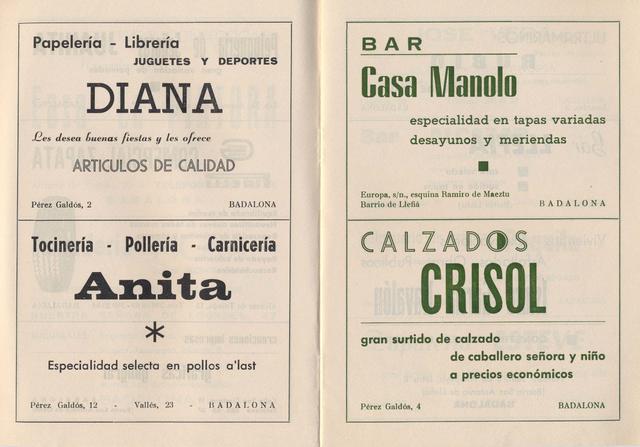 Papelería - Librería
JUGUETES Y DEPORTES
DIANA
Les desea buenas fiestas y les ofrece
ARTICULOS DE CALIDAD
Pérez Galdós, 2 BADALONA
Tocinería - Pollería - Carnicería
Anita
*
Especialidad selecta en pollos a'last
Pérez Galdós, 12 - Vallés, 23 - BADALONA
BAR
Casa Manolo
especialidad en tapas variadas
desayunos y meriendas
Europa, s/n., esquina Ramiro de Maeztu
Barrio de Llefiá BADALONA
CALZADOS
CRISOL
gran surtido de calzado
de caballero señora y niño
a precios económicos
Pérez Galdós, 4 BADALONA